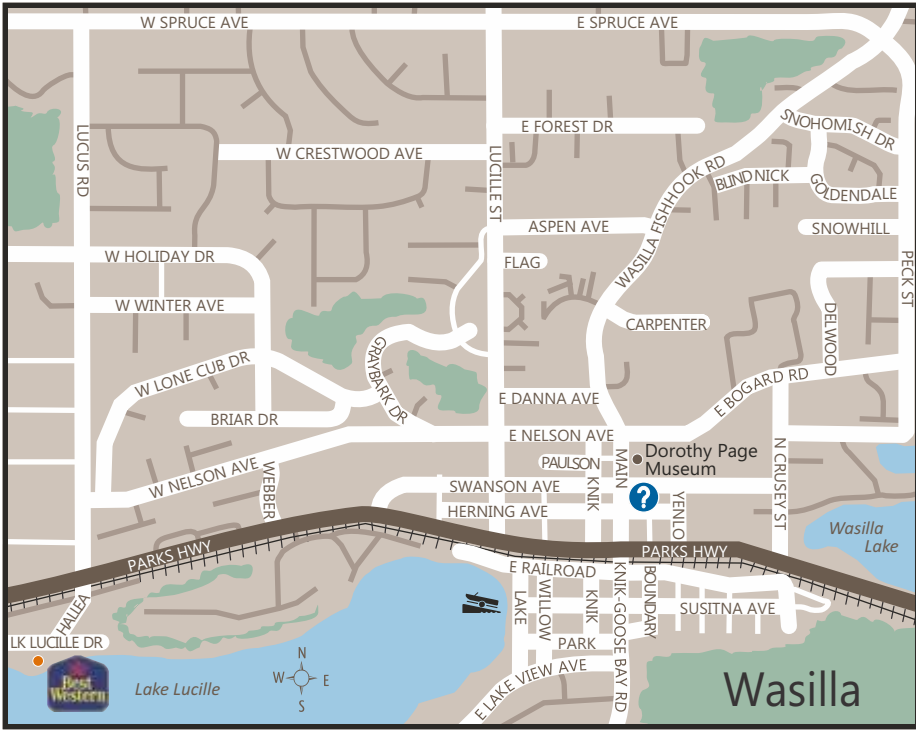 W SPRUCE AVE
E SPRUCE AVE
LUCUS RD
E FOREST DR
SNOHOMISH DR
W CRESTWOOD AVE
LUCILLE ST
WASILLA FISHHOOK RD
BLINDNICK
GOLDENDALE
ASPEN AVE
SNOWHILL
W HOLIDAY DR
FLAG
PECK ST
W WINTER AVE
CARPENTER
DELWOOD
GRAYBARK DR
W LONE CUB DR
E BOGARD RD
E DANNA AVE
BRIAR DR
E NELSON AVE
W NELSON AVE
WEBBER
PAULSON
KNIK
MAIN
Dorothy Page
Museum
N CRUSEY ST
SWANSON AVE
?
YENLO
HERNING AVE
Wasilla
Lake
PARKS HWY
PARKS HWY
E RAILROAD
LAKE
WILLOW
KNIK
KNIK-GOOSE BAY RD
BOUNDARY
SUSITNA AVE
HALLEA
LK LUCILLE DR
PARK
E LAKE VIEW AVE
Best
Western
Lake Lucille
N
W E
S
Wasilla